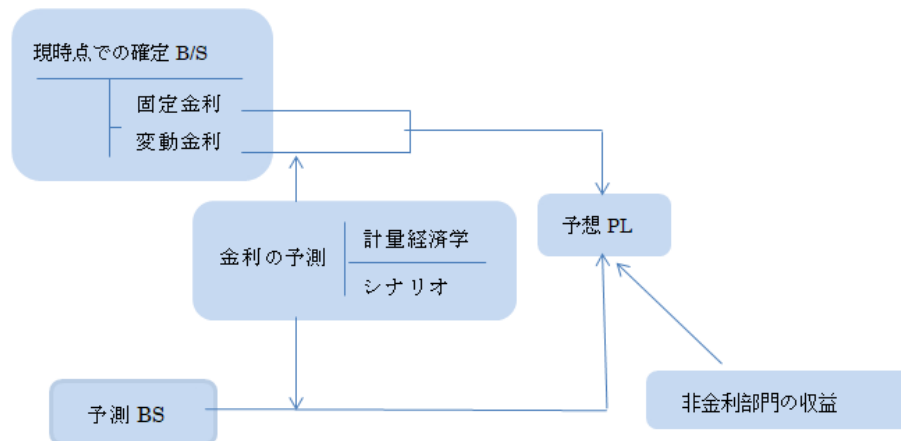 現時点での確定 B/S
固定金利
変動金利
金利の予測
計量経済学
シナリオ
予想 PL
予測 BS
非金利部門の収益